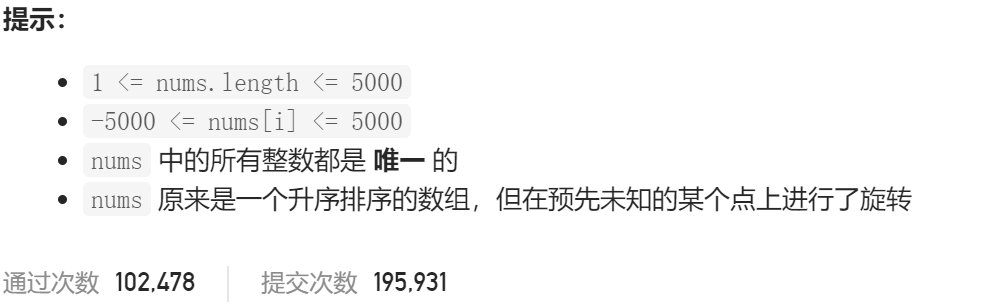 提示：
1 <= nums.length <= 5000
-5000 <= nums[i] <= 5000
nums 中的所有整数都是 唯一 的
nums 原来是一个升序排序的数组，但在预先未知的某个点上进行了旋转
通过次数 102,478 提交次数 195,931